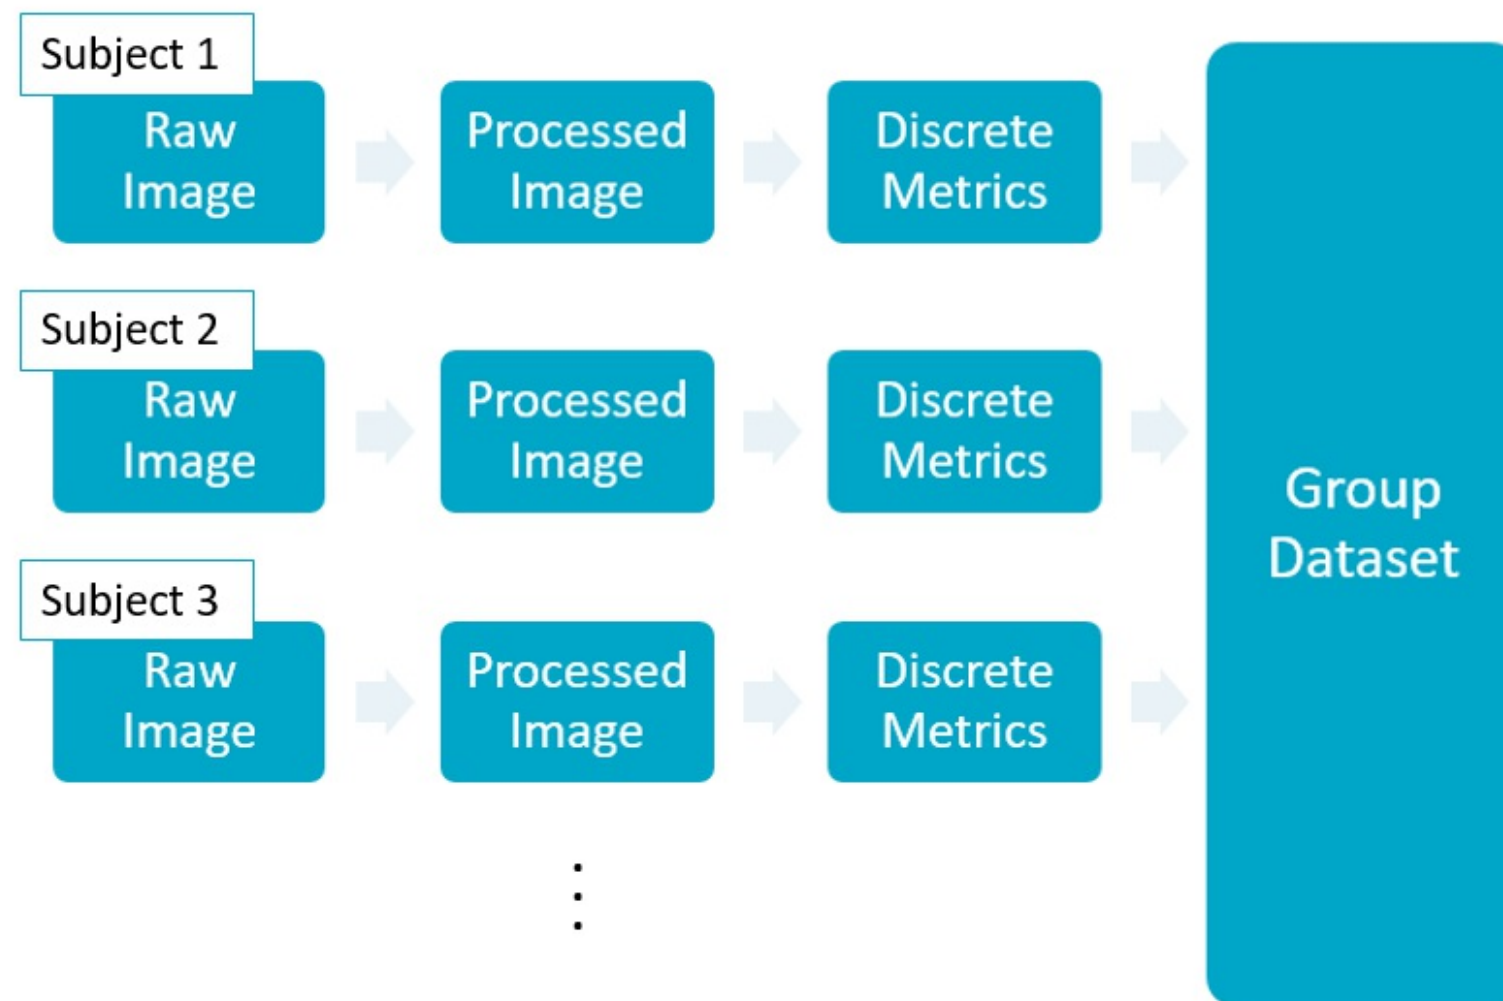 Subject 1
Raw
Image
Processed
Image
Discrete
Metrics
Subject 2
Raw
Image
Processed
Image
Discrete
Metrics
Subject 3
Raw
Image
Processed
Image
Discrete
Metrics
Group
Dataset